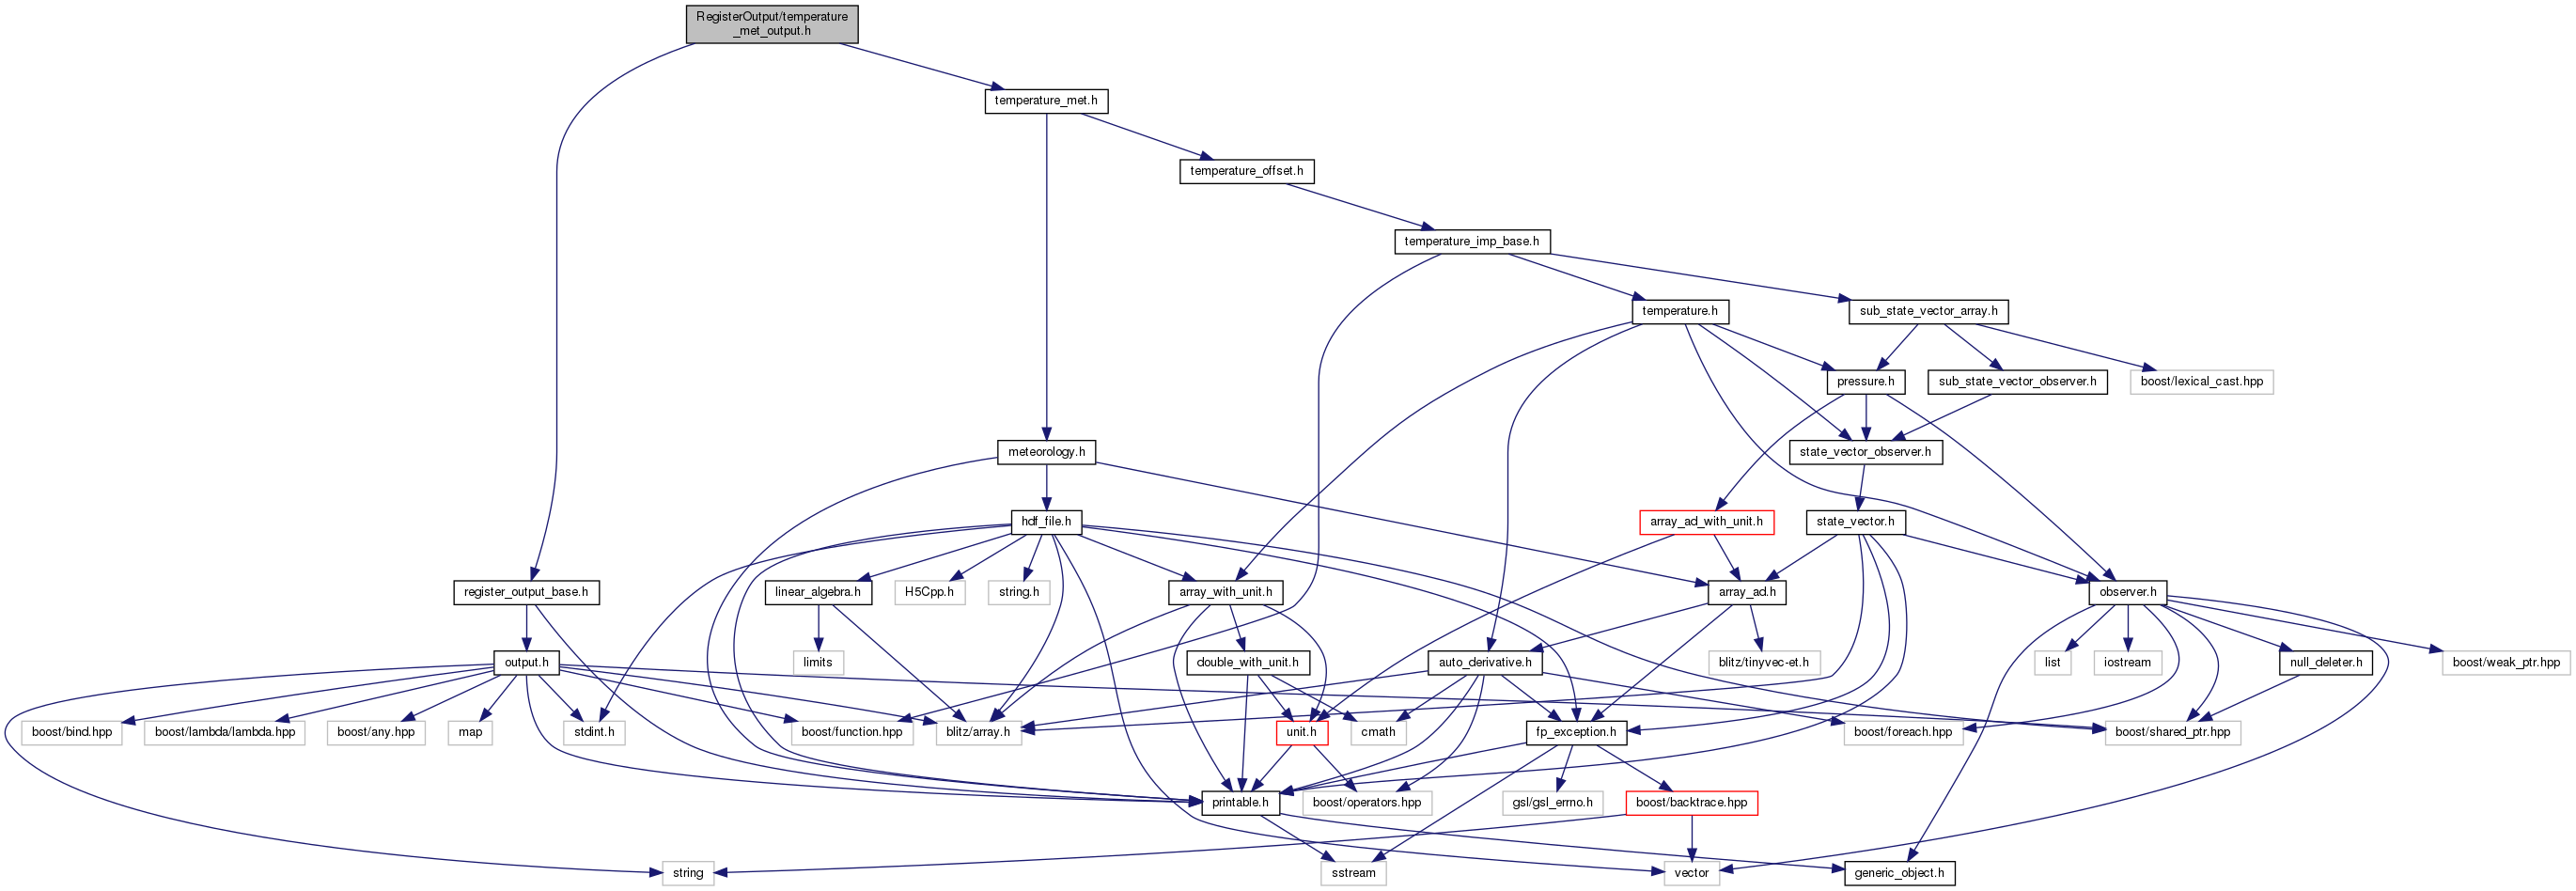 RegisterOutput/temperature
_met_output.h
temperature_met.h
temperature_offset.h
temperature_imp_base.h
temperature.h
sub_state_vector_array.h
pressure.h
sub_state_vector_observer.h
boost/lexical_cast.hpp
meteorology.h
state_vector_observer.h
hdf_file.h
array_ad_with_unit.h
state_vector.h
register_output_base.h
linear_algebra.h
H5Cpp.h
string.h
array_with_unit.h
array_ad.h
observer.h
output.h
limits
double_with_unit.h
auto_derivative.h
blitz/tinyvec-et.h
list
iostream
null_deleter.h
boost/weak_ptr.hpp
boost/bind.hpp
boost/lambda/lambda.hpp
boost/any.hpp
map
stdint.h
boost/function.hpp
blitz/array.h
unit.h
cmath
fp_exception.h
boost/foreach.hpp
boost/shared_ptr.hpp
printable.h
boost/operators.hpp
gsl/gsl_errno.h
boost/backtrace.hpp
string
sstream
vector
generic_object.h